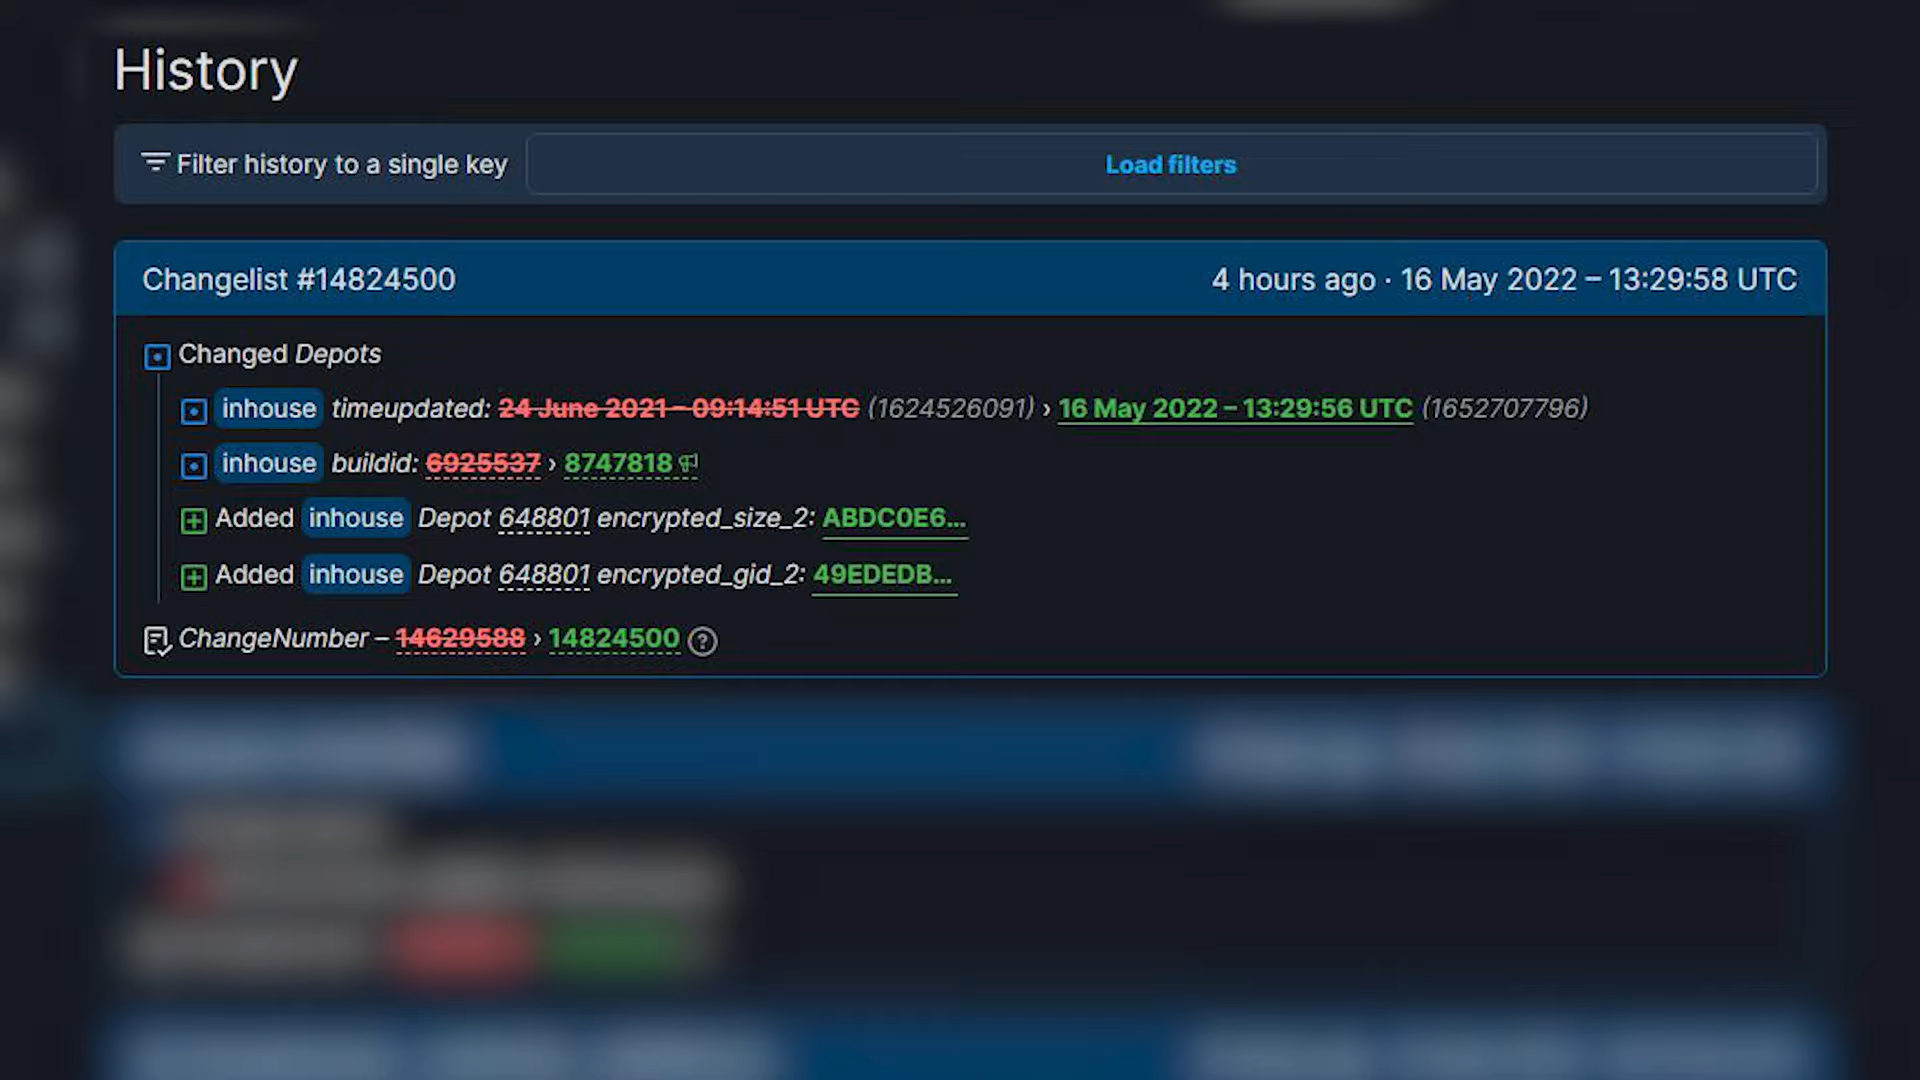 History
Filter history to a single key Load filters
Changelist #14824500 4 hours ago · 16 May 2022 – 13:29:58 UTC
Changed Depots
inhouse timeupdated: 24 June 2021 – 09:14:51 UTC (1624526091) › 16 May 2022 – 13:29:56 UTC (1652707796)
inhouse buildid: 6925537 › 8747818
Added inhouse Depot 648801 encrypted_size_2: ABDC0E6...
Added inhouse Depot 648801 encrypted_gid_2: 49EDEDB...
ChangeNumber – 14629588 › 14824500